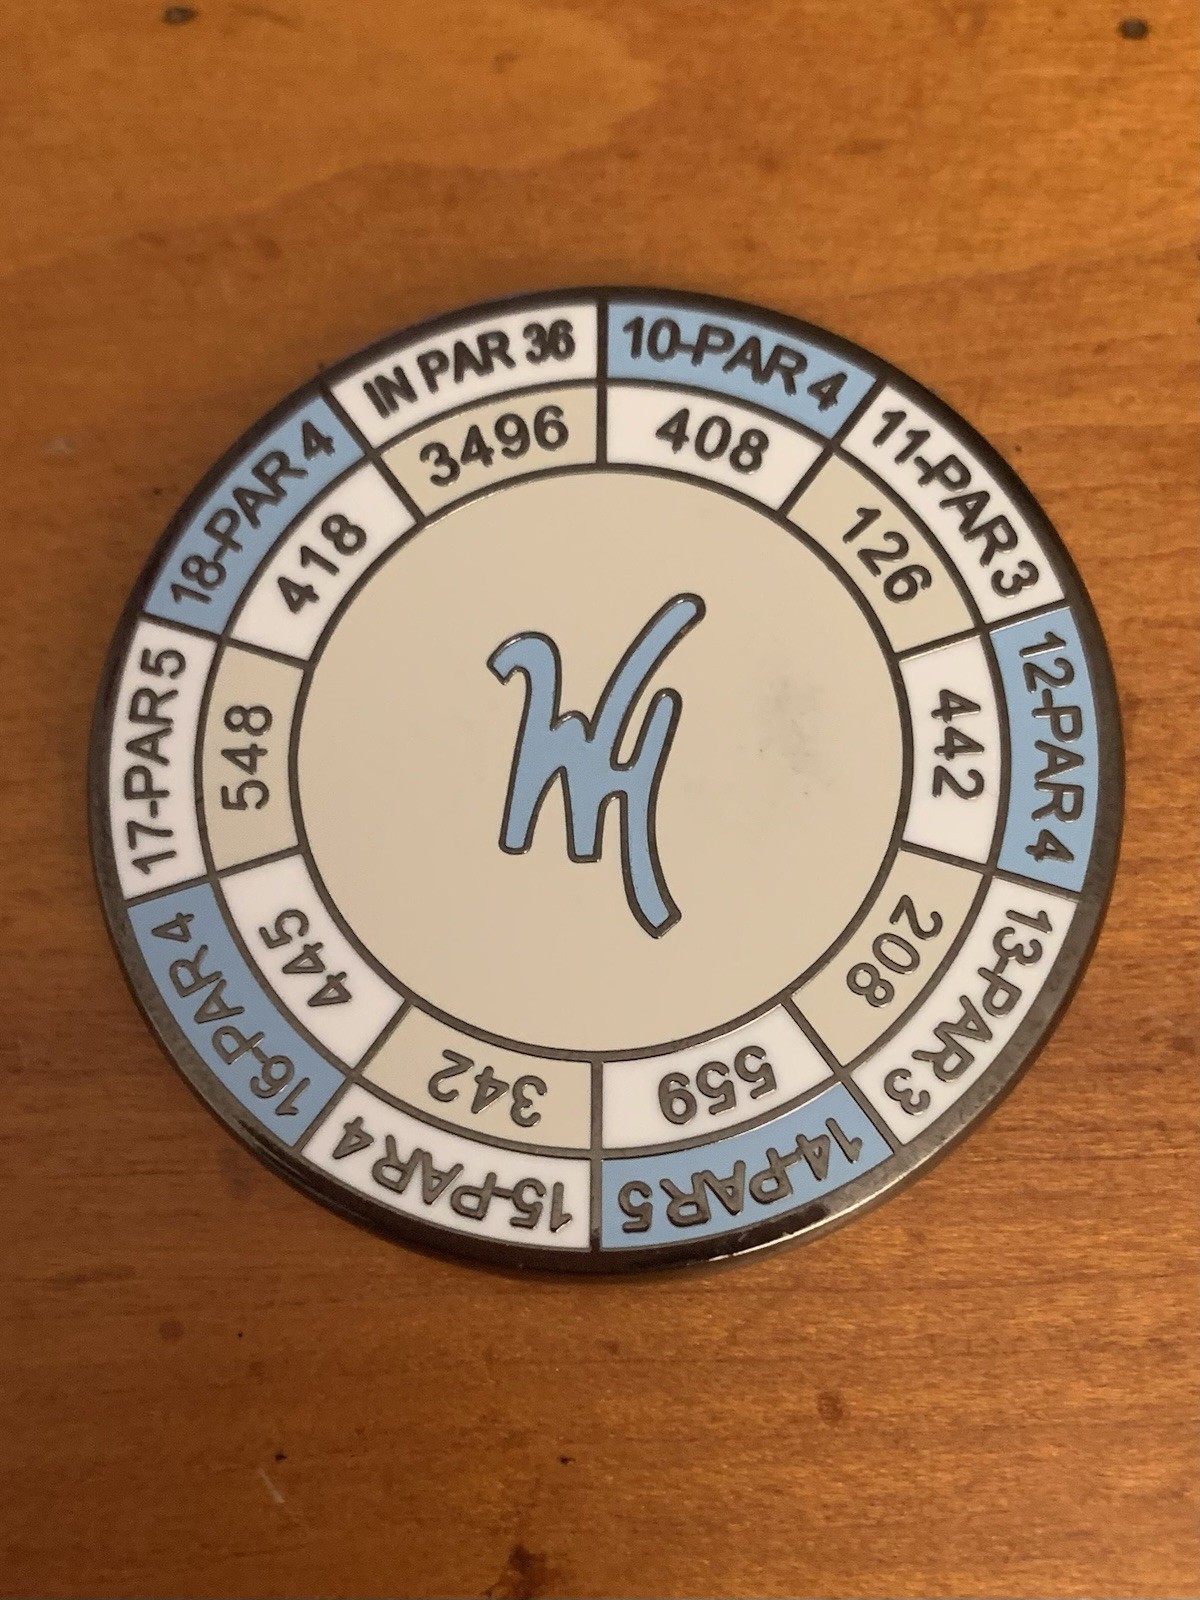 10-PAR 4
408
11-PAR 3
126
12-PAR 4
442
13-PAR 3
208
14-PAR 5
559
15-PAR 4
342
16-PAR 4
445
17-PAR 5
548
18-PAR 4
418
IN PAR 36
3496
WM